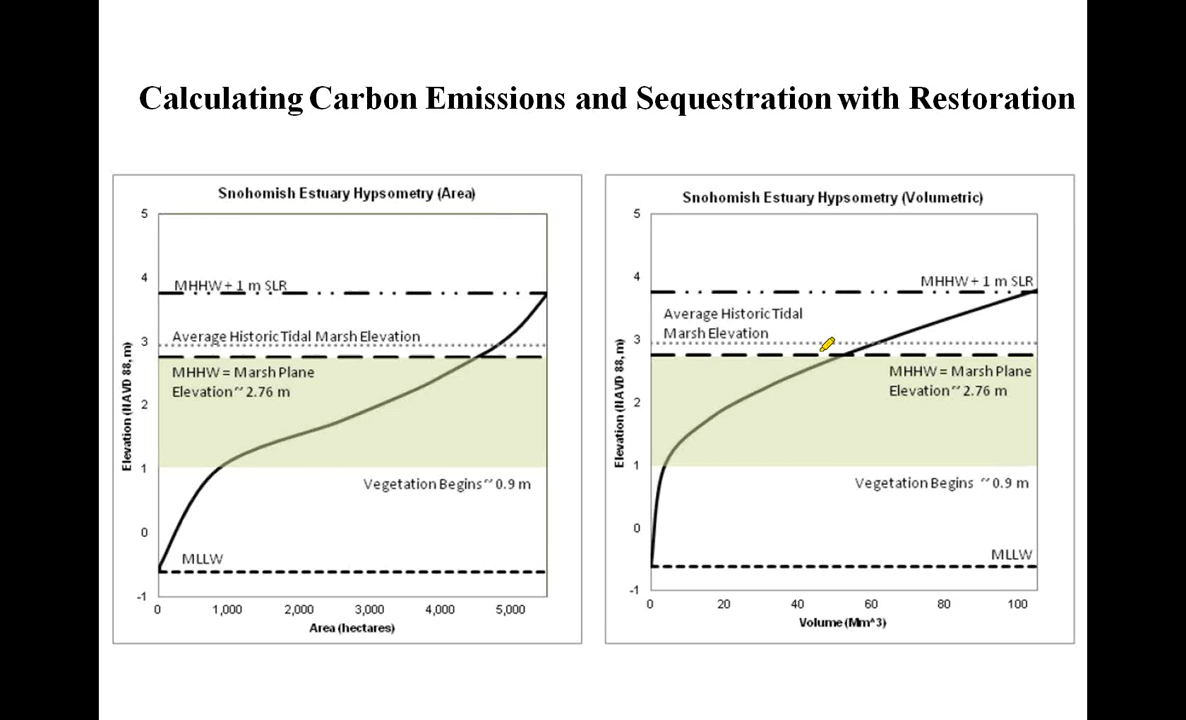 Calculating Carbon Emissions and Sequestration with Restoration
Snohomish Estuary Hypsometry (Area)
5
4
3
2
1
0
-1
Elevation (NAVD 88, m)
MHHW + 1 m SLR
Average Historic Tidal Marsh Elevation
MHHW = Marsh Plane
Elevation ~ 2.76 m
Vegetation Begins ~ 0.9 m
MLLW
0 1,000 2,000 3,000 4,000 5,000
Area (hectares)
Snohomish Estuary Hypsometry (Volumetric)
5
4
3
2
1
0
-1
Elevation (NAVD 88, m)
MHHW + 1 m SLR
Average Historic Tidal
Marsh Elevation
MHHW = Marsh Plane
Elevation ~ 2.76 m
Vegetation Begins ~ 0.9 m
MLLW
0 20 40 60 80 100
Volume (Mm^3)